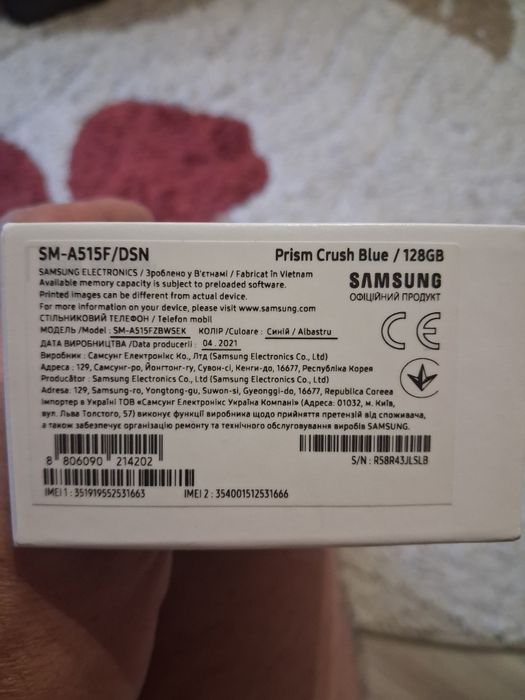 SM-A515F/DSN
Prism Crush Blue / 128GB
SAMSUNG ELECTRONICS / Зроблено у В'єтнамі / Fabricat în Vietnam
Available memory capacity is subject to preloaded software.
Printed images can be different from actual device.
For more information on your device, please visit www.samsung.com
SAMSUNG
ОФІЦІЙНИЙ ПРОДУКТ
СТІЛЬНИКОВИЙ ТЕЛЕФОН / Telefon mobil
МОДЕЛЬ /Model : SM-A515FZBWSEK КОЛІР /Culoare : Синій / Albastru
ДАТА ВИРОБНИЦТВА /Data producerii : 04.2021
CE
Виробник : Самсунг Електронікс Ко., Лтд (Samsung Electronics Co., Ltd)
Адреса : 129, Самсунг-ро, Йонгтонг-гу, Сувон-сі, Кенгі-до, 16677, Республіка Корея
Producător : Samsung Electronics Co., Ltd (Samsung Electronics Co., Ltd)
Adrese: 129, Samsung-ro, Yongtong-gu, Suwon-si, Gyeonggi-do, 16677, Republica Coreea
Імпортер в Україні ТОВ «Самсунг Електронікс Україна Компані» (Адреса: 01032, м. Київ,
вул. Льва Толстого, 57) виконує функції виробника щодо прийняття претензій від споживача,
а також забезпечує організацію ремонту та технічного обслуговування виробів SAMSUNG.
8 806090 214202
S/N : R58R43JLSLB
IMEI 1 : 351919552531663 IMEI 2 : 354001512531666